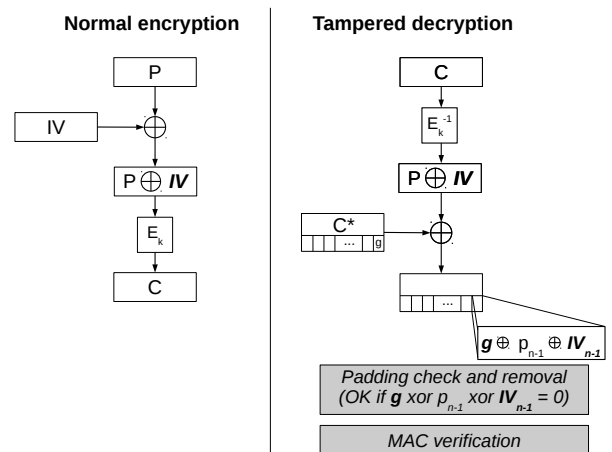 Normal encryption
P
IV
P ⊕ IV
E_k
C
Tampered decryption
C
E_k^-1
P ⊕ IV
C*
... g
...
g ⊕ p_n-1 ⊕ IV_n-1
Padding check and removal
(OK if g xor p_n-1 xor IV_n-1 = 0)
MAC verification